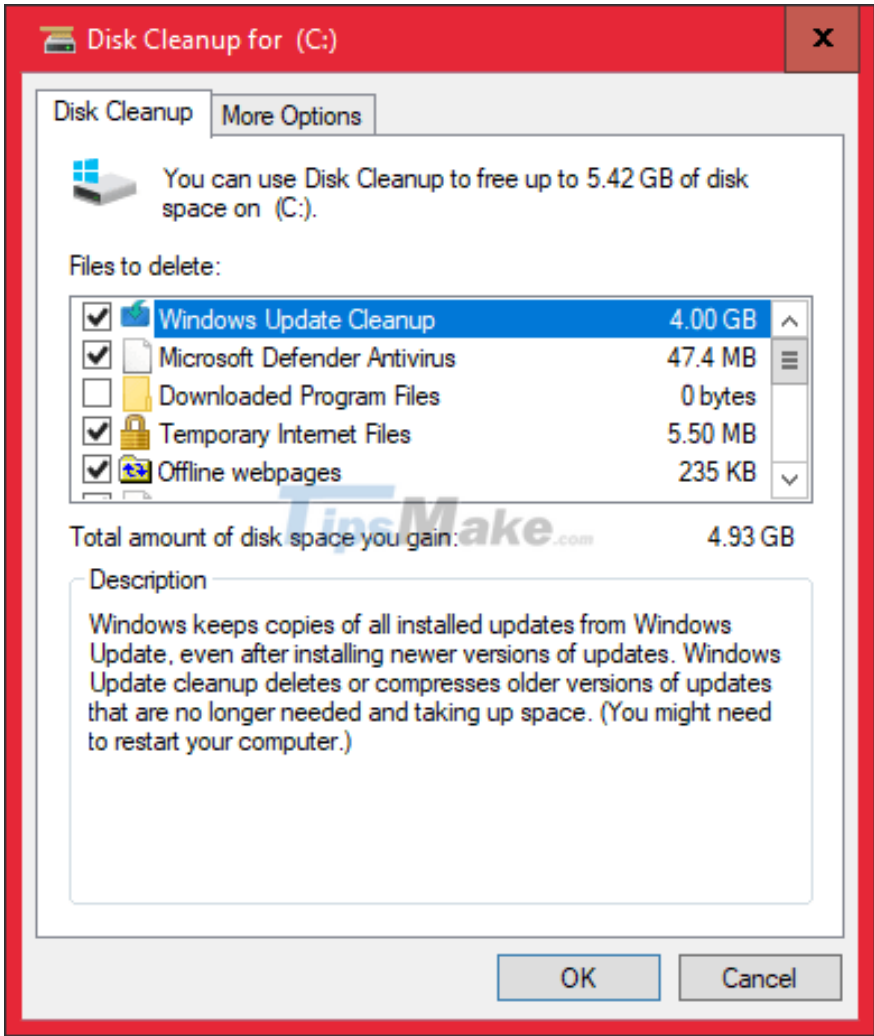 Disk Cleanup for (C:)
x
Disk Cleanup
More Options
You can use Disk Cleanup to free up to 5.42 GB of disk
space on (C:).
Files to delete:
Windows Update Cleanup 4.00 GB
Microsoft Defender Antivirus 47.4 MB
Downloaded Program Files 0 bytes
Temporary Internet Files 5.50 MB
Offline webpages 235 KB
TipsMake.com
Total amount of disk space you gain: 4.93 GB
Description
Windows keeps copies of all installed updates from Windows
Update, even after installing newer versions of updates. Windows
Update cleanup deletes or compresses older versions of updates
that are no longer needed and taking up space. (You might need
to restart your computer.)
OK
Cancel